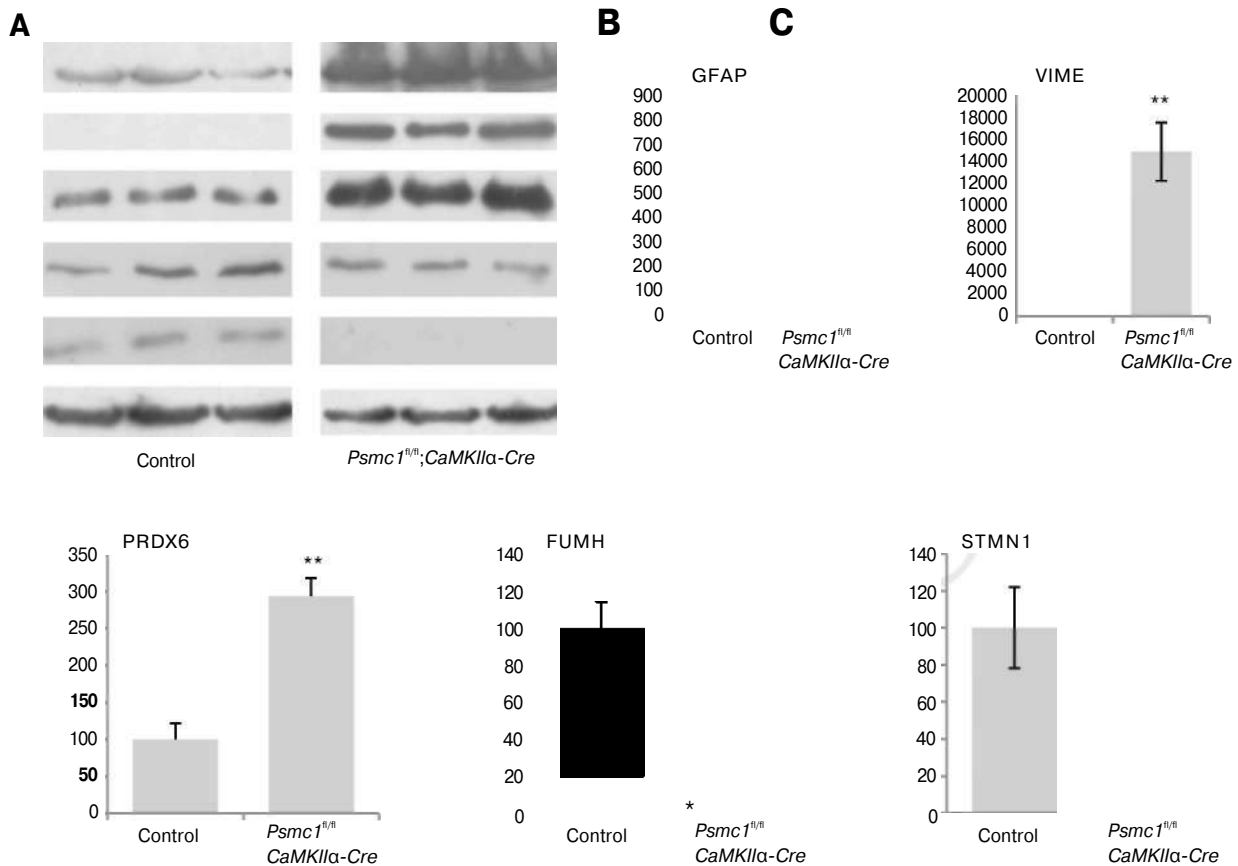 A
B
C
Control
Psmc1fl/fl;CaMKIIα-Cre
GFAP
900
800
700
600
500
400
300
200
100
0
Control
Psmc1fl/fl
CaMKIIα-Cre
VIME
**
20000
18000
16000
14000
12000
10000
8000
6000
4000
2000
0
Control
Psmc1fl/fl
CaMKIIα-Cre
PRDX6
**
350
300
250
300
150
100
50
0
Control
Psmc1fl/fl
CaMKIIα-Cre
FUMH
140
120
100
80
60
40
20
0
*
Control
Psmc1fl/fl
CaMKIIα-Cre
STMN1
140
120
100
80
60
40
20
0
Control
Psmc1fl/fl
CaMKIIα-Cre